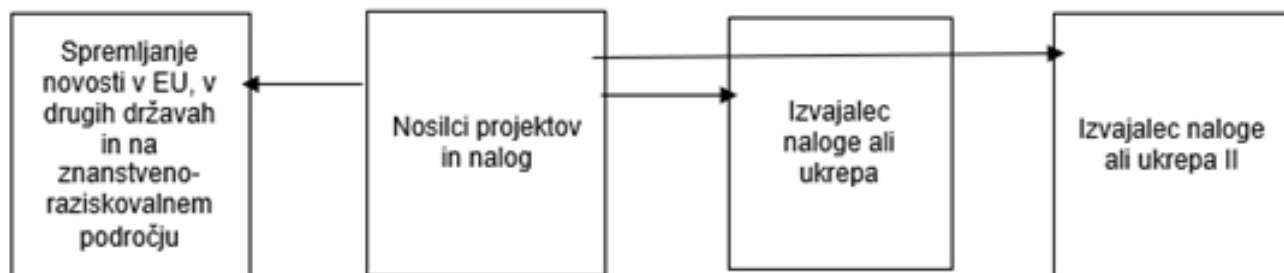 Spremljanje
novosti v EU, v
drugih državah
in na
znanstveno-
raziskovalnem
področju
Nosilci projektov
in nalog
Izvajalec
naloge ali
ukrepa
Izvajalec naloge
ali ukrepa II